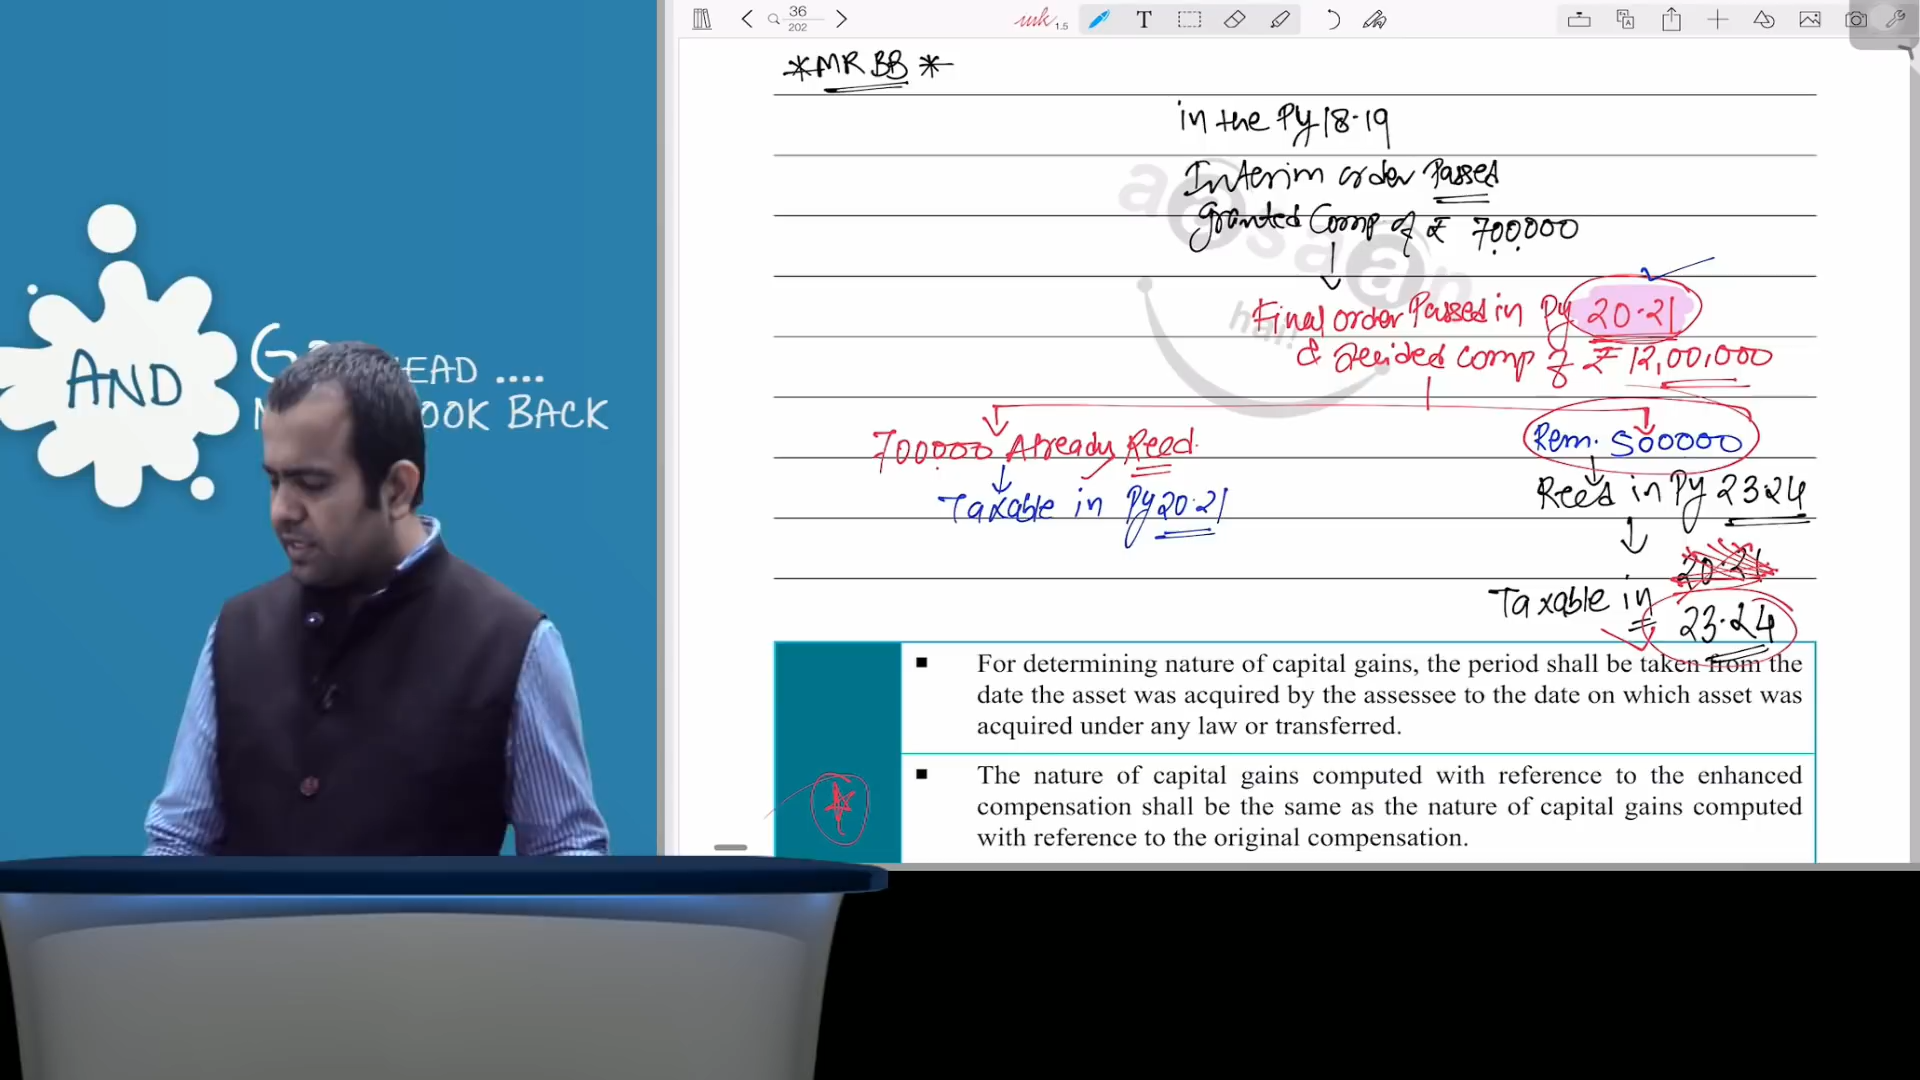 36
202
1.5
T
*MR BB*
in the Py 18-19
Interim order Passed
granted Comp of ₹ 700000
Final order Passed in Py 20-21
& decided comp of ₹ 12,00,000
700000 Already Recd.
Rem. 500000
Taxable in Py 20-21
Recd in Py 23-24
20-21
Taxable in 23-24
aasaan
hai!
AND
EAD ....
OOK BACK
■ For determining nature of capital gains, the period shall be taken from the
date the asset was acquired by the assessee to the date on which asset was
acquired under any law or transferred.
■ The nature of capital gains computed with reference to the enhanced
compensation shall be the same as the nature of capital gains computed
with reference to the original compensation.